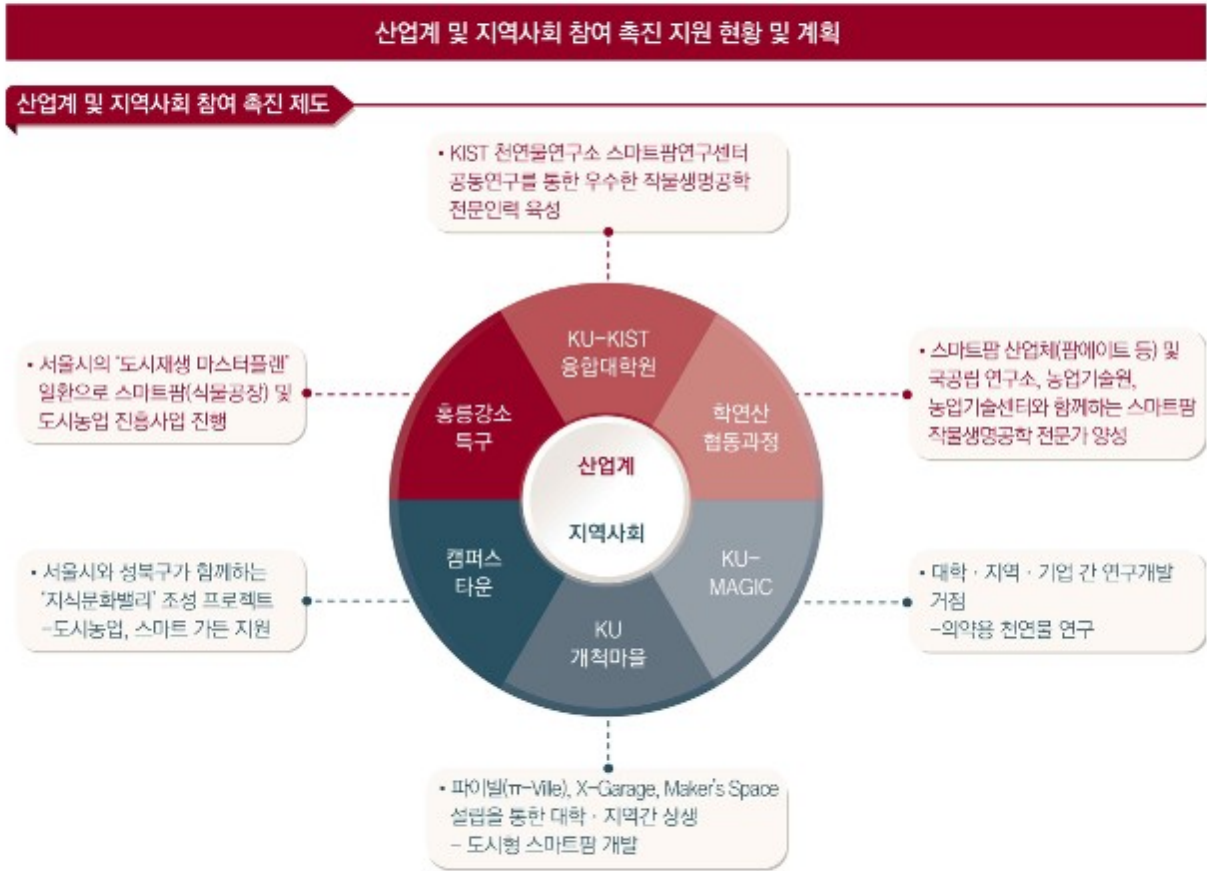 산업계 및 지역사회 참여 촉진 지원 현황 및 계획
산업계 및 지역사회 참여 촉진 제도
• KIST 천연물연구소 스마트팜연구센터
공동연구를 통한 우수한 작물생명공학
전문인력 육성
• 서울시의 '도시재생 마스터플랜'
일환으로 스마트팜(식물공장) 및
도시농업 진흥사업 진행
홍릉강소
특구
KU-KIST
융합대학원
학연산
협동과정
• 스마트팜 산업체(팜에이트 등) 및
국공립 연구소, 농업기술원,
농업기술센터와 함께하는 스마트팜
작물생명공학 전문가 양성
산업계
지역사회
• 서울시와 성북구가 함께하는
'지식문화밸리' 조성 프로젝트
-도시농업, 스마트 가든 지원
캠퍼스
타운
KU
개척마을
KU-
MAGIC
• 대학 · 지역 · 기업 간 연구개발
거점
-의약용 천연물 연구
• 파이빌(π-Ville), X-Garage, Maker's Space
설립을 통한 대학 · 지역간 상생
- 도시형 스마트팜 개발